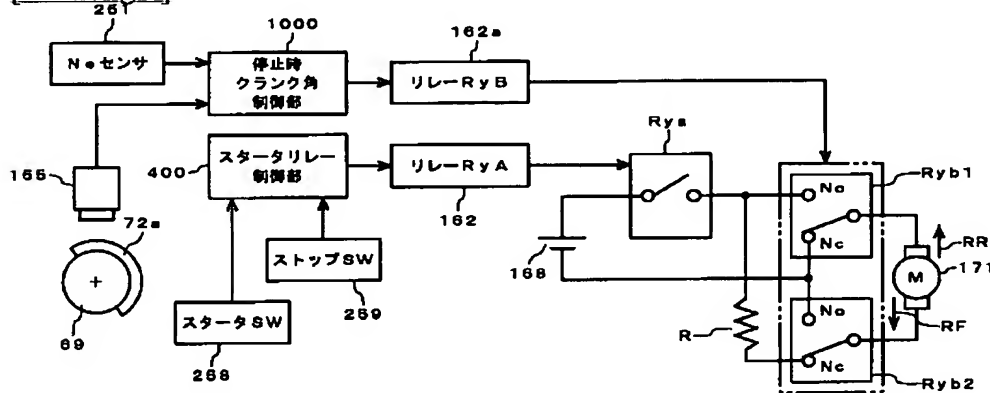 261
1000
162a
Neセンサ
停止時
クランク角
制御部
リレーRyB
Rya
165
400
スタータリレー
制御部
リレーRyA
No
Ryb1
72a
162
Nc
RR
168
M
171
ストップSW
+
269
No
RF
69
スタータSW
R
Nc
268
Ryb2